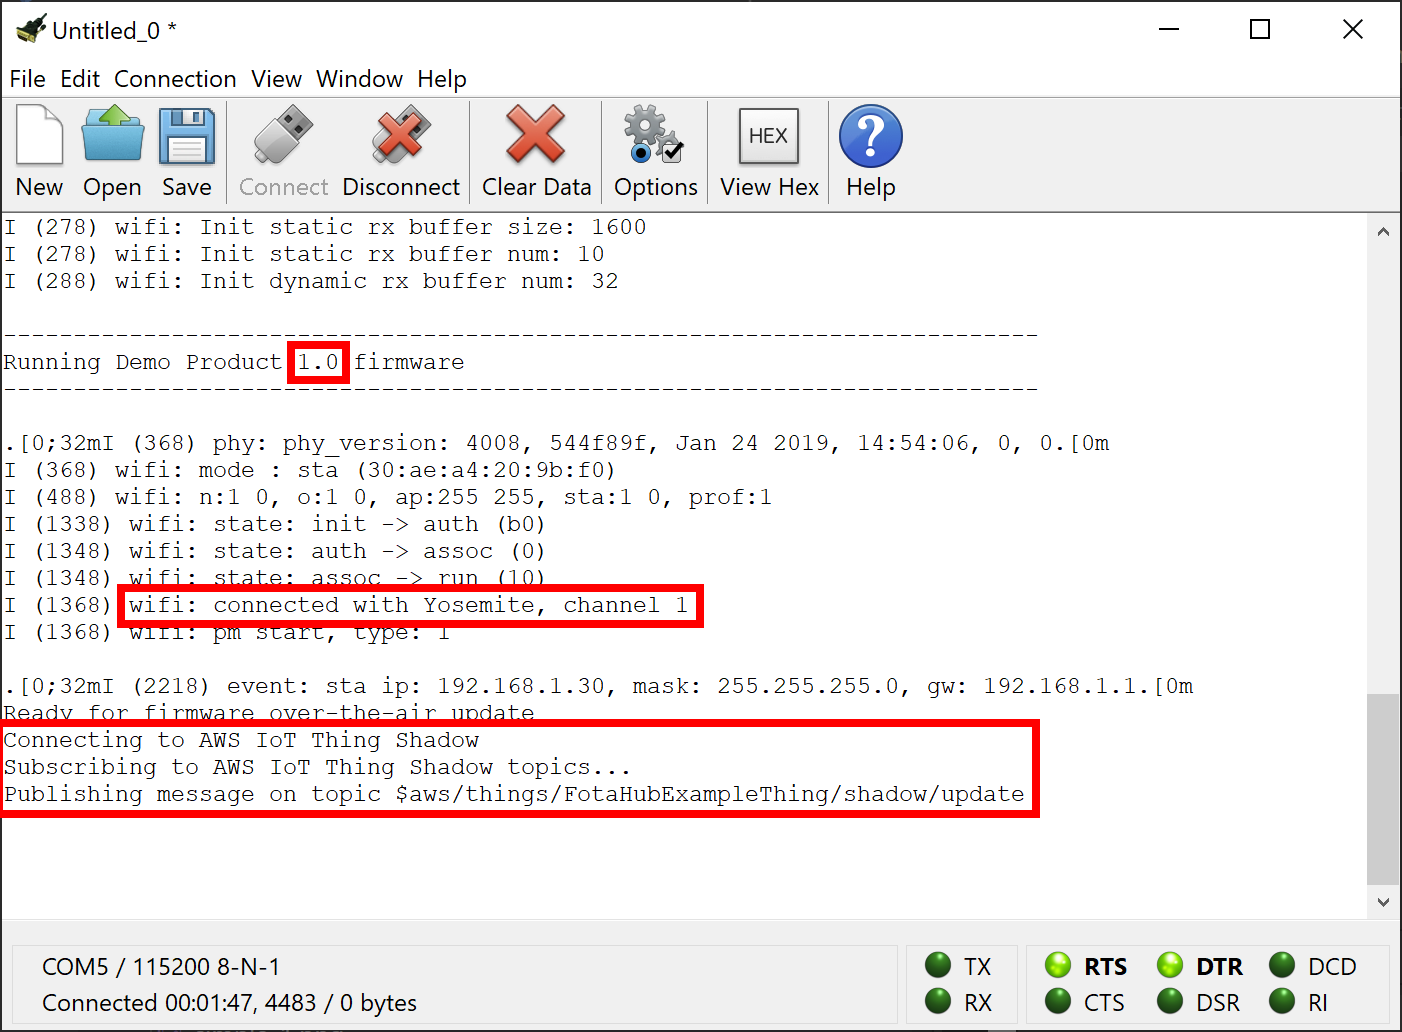 Untitled_0 *
File Edit Connection View Window Help
HEX
?
New Open Save Connect Disconnect Clear Data Options View Hex Help
I (278) wifi: Init static rx buffer size: 1600
I (278) wifi: Init static rx buffer num: 10
I (288) wifi: Init dynamic rx buffer num: 32
--------------------------------------------------------------------------
Running Demo Product 1.0 firmware
--------------------------------------------------------------------------
.[0;32mI (368) phy: phy_version: 4008, 544f89f, Jan 24 2019, 14:54:06, 0, 0.[0m
I (368) wifi: mode : sta (30:ae:a4:20:9b:f0)
I (488) wifi: n:1 0, o:1 0, ap:255 255, sta:1 0, prof:1
I (1338) wifi: state: init -> auth (b0)
I (1348) wifi: state: auth -> assoc (0)
I (1348) wifi: state: assoc -> run (10)
I (1368) wifi: connected with Yosemite, channel 1
I (1368) wifi: pm start, type: 1
.[0;32mI (2218) event: sta ip: 192.168.1.30, mask: 255.255.255.0, gw: 192.168.1.1.[0m
Ready for firmware over-the-air update
Connecting to AWS IoT Thing Shadow
Subscribing to AWS IoT Thing Shadow topics...
Publishing message on topic $aws/things/FotaHubExampleThing/shadow/update
COM5 / 115200 8-N-1
Connected 00:01:47, 4483 / 0 bytes
TX RTS DTR DCD
RX CTS DSR RI